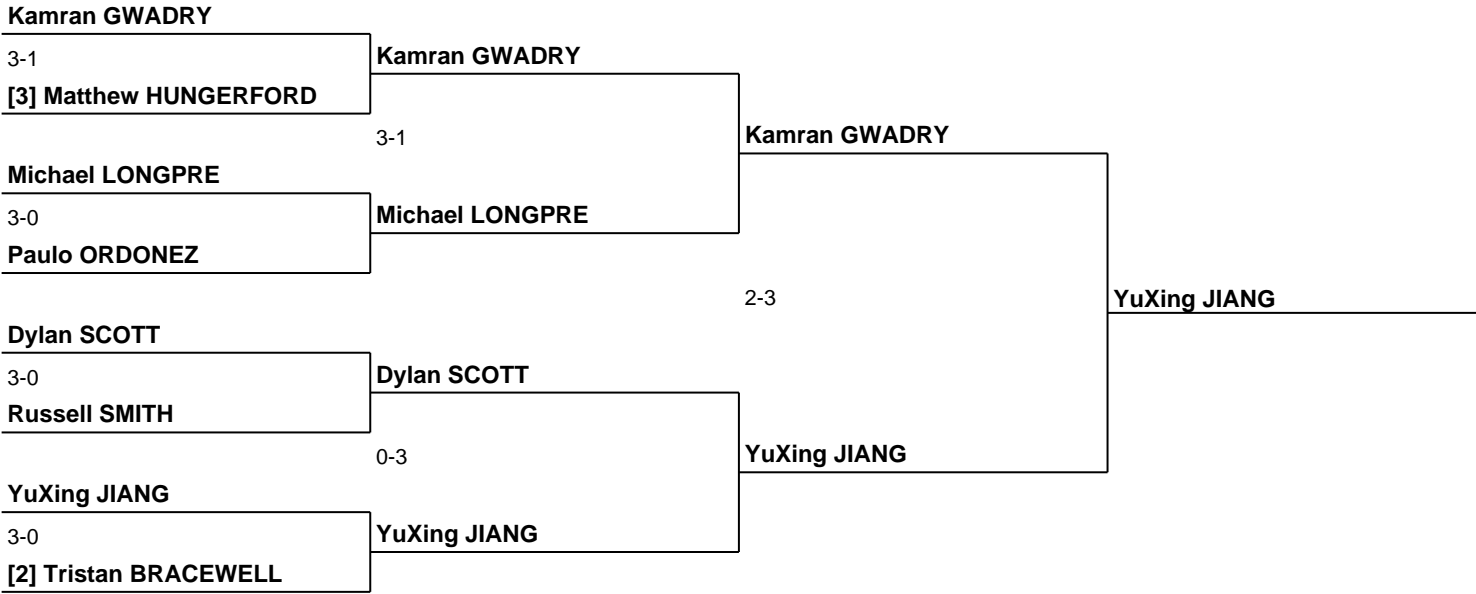 Kamran GWADRY
3-1
[3] Matthew HUNGERFORD
Michael LONGPRE
3-0
Paulo ORDONEZ
Dylan SCOTT
3-0
Russell SMITH
YuXing JIANG
3-0
[2] Tristan BRACEWELL
Kamran GWADRY
3-1
Michael LONGPRE
Dylan SCOTT
0-3
YuXing JIANG
Kamran GWADRY
2-3
YuXing JIANG
YuXing JIANG